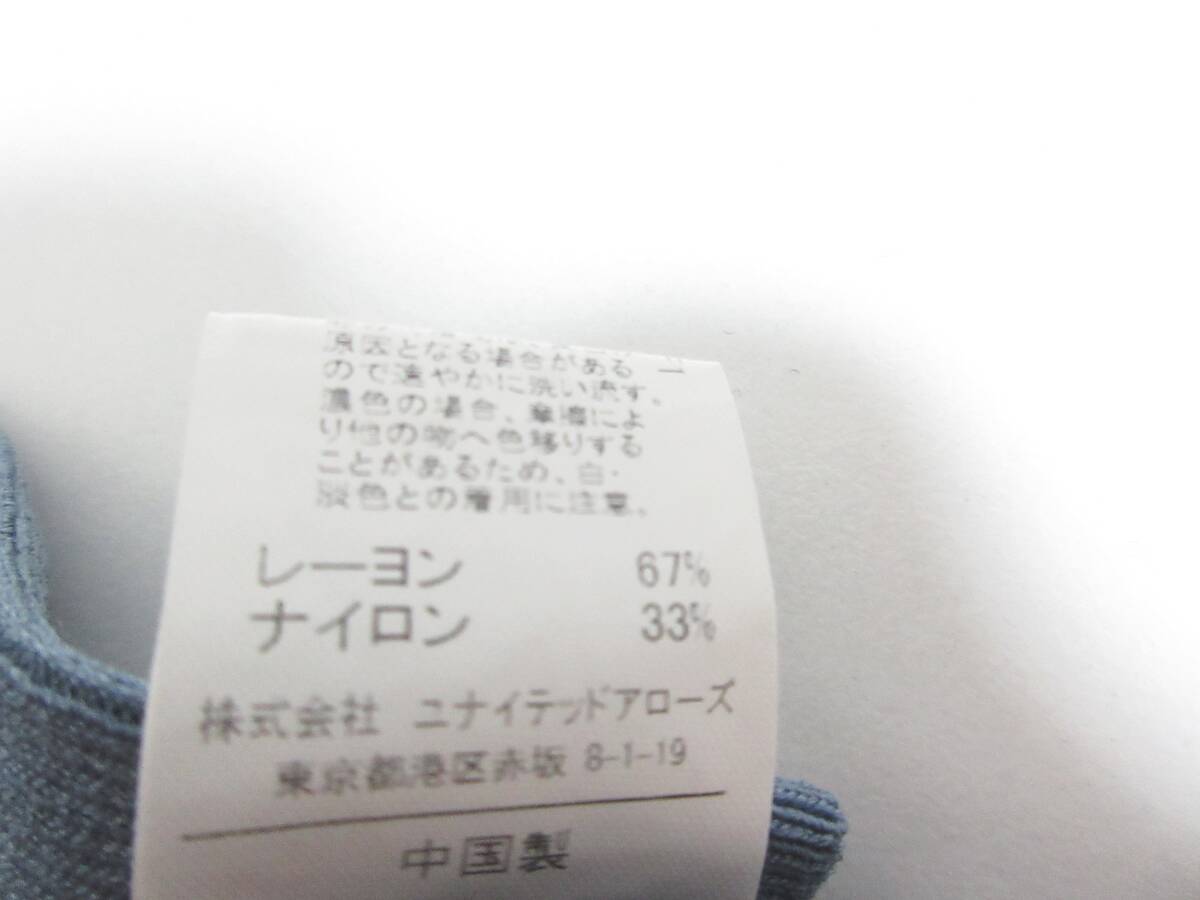 原因となる場合がある
ので速やかに洗い流す。
濃色の場合、摩擦によ
り他の物へ色移りする
ことがあるため、白・
淡色との着用に注意。
レーヨン 67%
ナイロン 33%
株式会社 ユナイテッドアローズ
東京都港区赤坂 8-1-19
中国製